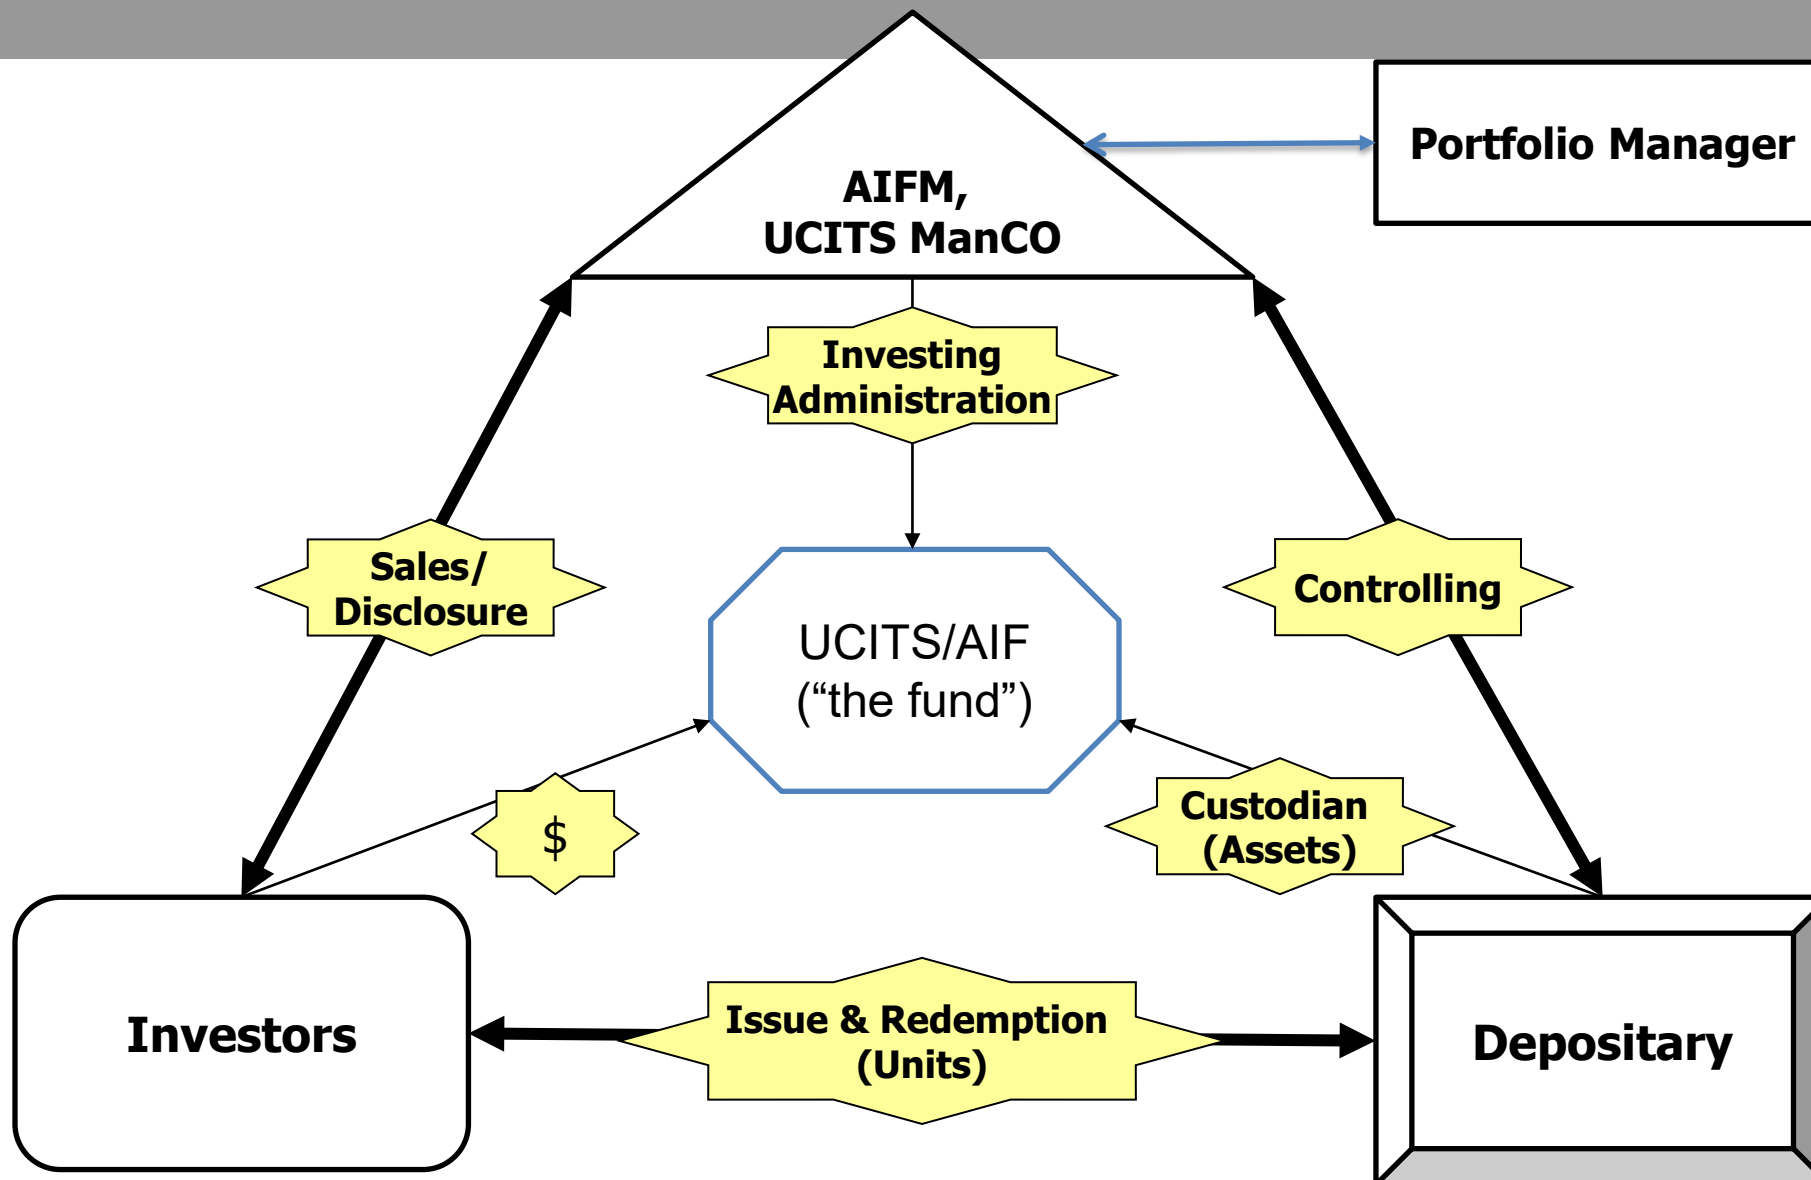 Portfolio Manager
AIFM,
UCITS ManCO
Investing
Administration
Sales/
Disclosure
Controlling
UCITS/AIF
(“the fund”)
$
Custodian
(Assets)
Investors
Issue & Redemption
(Units)
Depositary